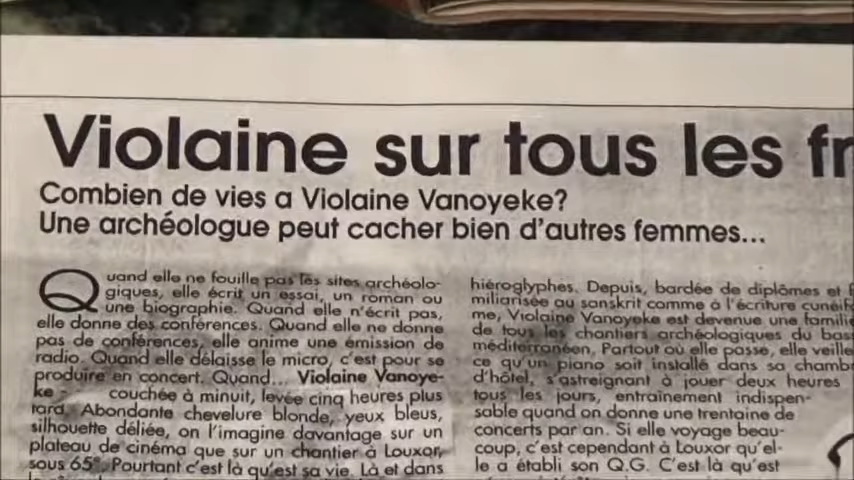 Violaine sur tous les fr
Combien de vies a Violaine Vanoyeke?
Une archéologue peut cacher bien d'autres femmes...
Quand elle ne fouille pas les sites archéolo-
giques, elle écrit un essai, un roman ou
une biographie. Quand elle n'écrit pas,
elle donne des conférences. Quand elle ne donne
pas de conférences, elle anime une émission de
radio. Quand elle délaisse le micro, c'est pour se
produire en concert. Quand... Violaine Vanoye-
ke - couchée à minuit, levée cinq heures plus
tard. Abondante chevelure blonde, yeux bleus,
silhouette déliée, on l'imagine davantage sur un
plateau de cinéma que sur un chantier à Louxor,
sous 65°. Pourtant c'est là qu'est sa vie. Là et dans
hiéroglyphes. Depuis, bardée de diplômes et f
miliarisée au sanskrit comme à l'écriture cunéif
me, Violaine Vanoyeke est devenue une familiè
de tous les chantiers archéologiques du bass
méditerranéen. Partout où elle passe, elle veille
ce qu'un piano soit installé dans sa chamb
d'hôtel, s'astreignant à jouer deux heures
tous les jours, entraînement indispen-
sable quand on donne une trentaine de
concerts par an. Si elle voyage beau-
coup, c'est cependant à Louxor qu'el-
le a établi son Q.G. C'est là qu'est